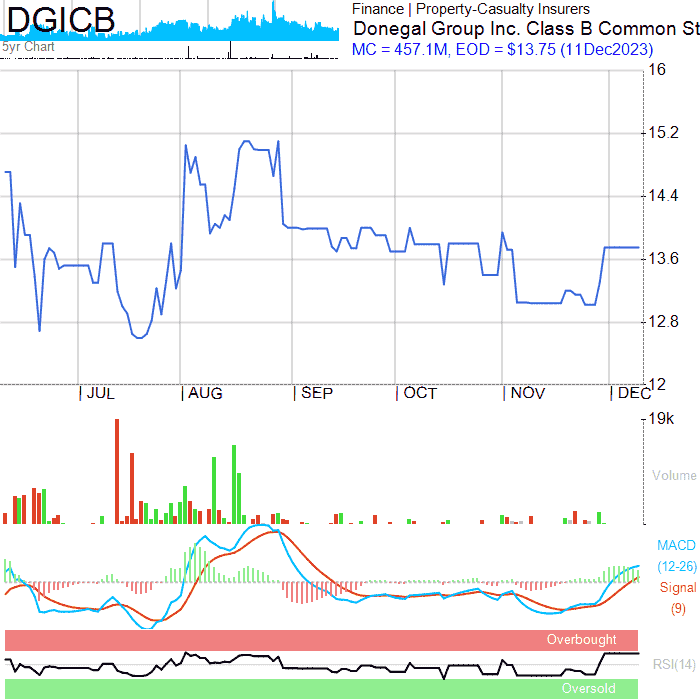 DGICB
5yr Chart
Finance | Property-Casualty Insurers
Donegal Group Inc. Class B Common St
MC = 457.1M, EOD = $13.75 (11Dec2023)
16
15.2
14.4
13.6
12.8
12
JUL AUG SEP OCT NOV DEC
19k
Volume
MACD
(12-26)
Signal
(9)
Overbought
RSI(14)
Oversold